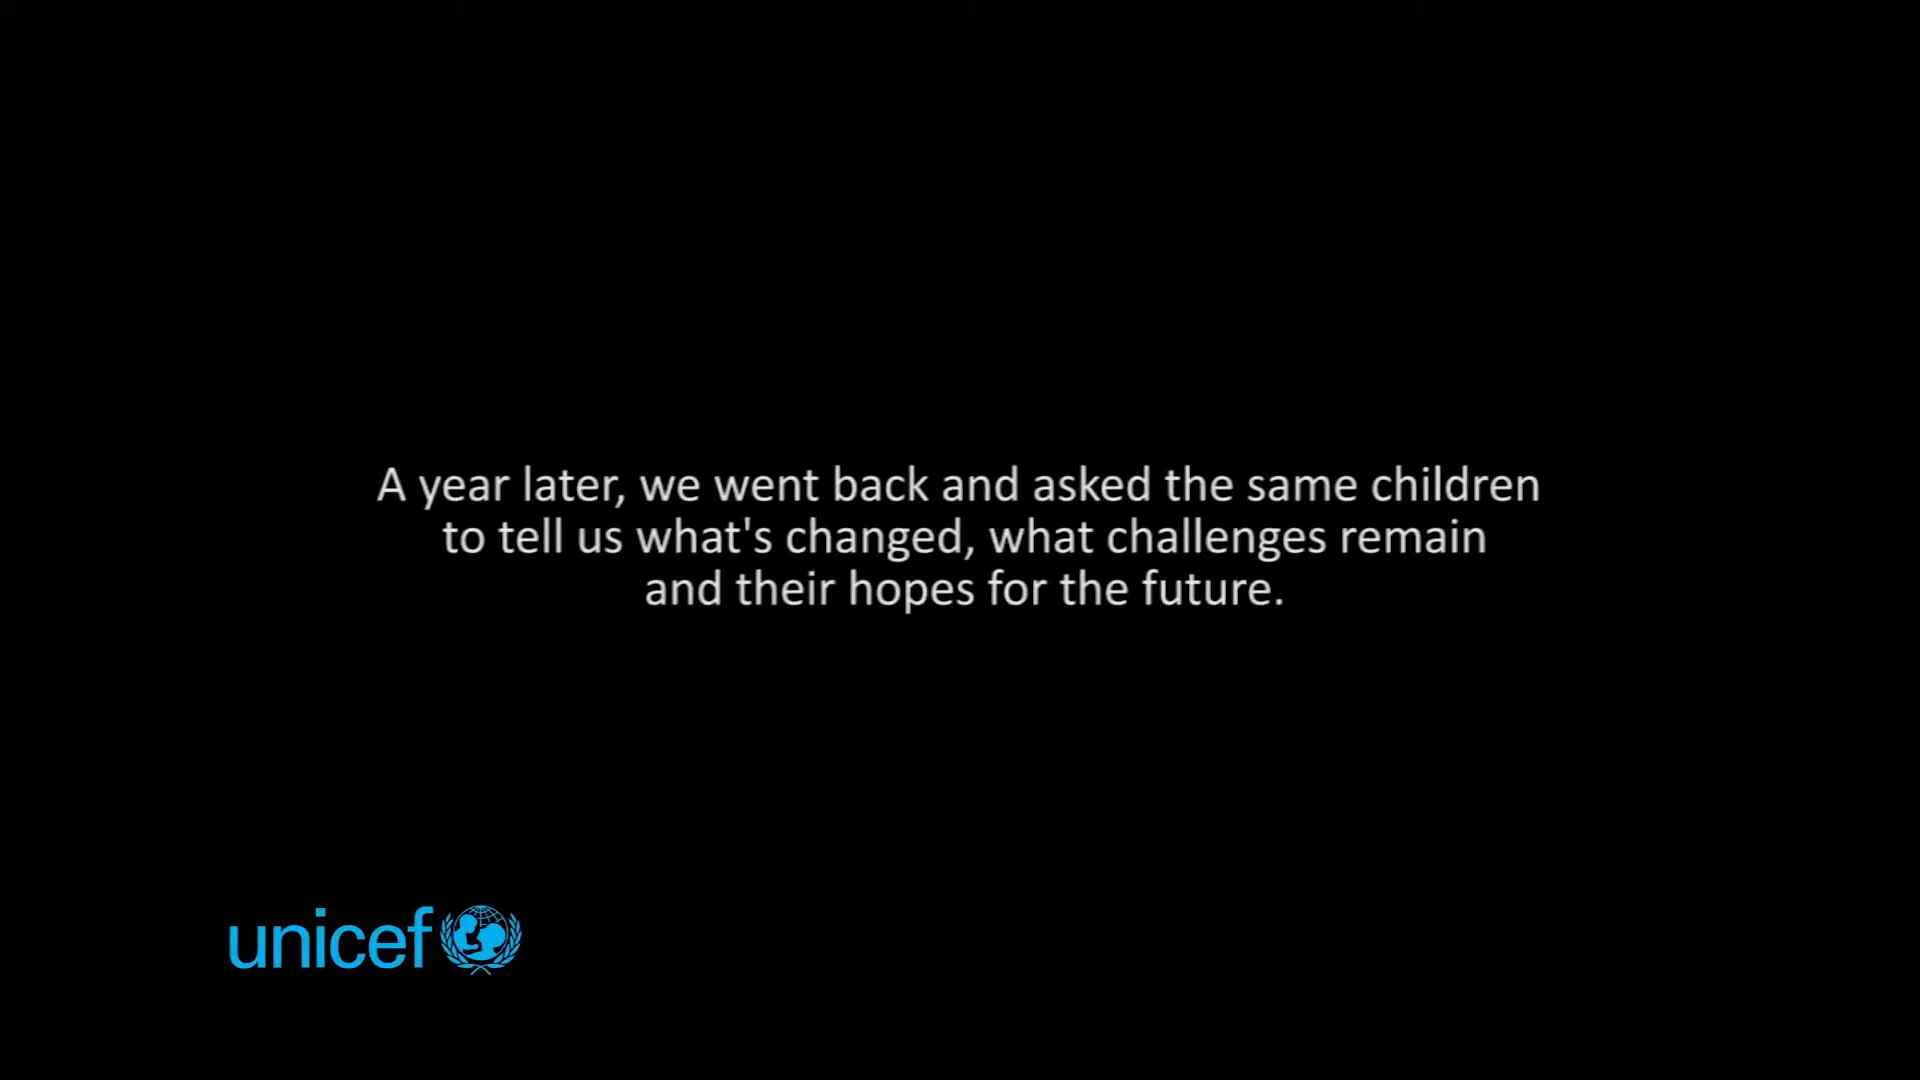 A year later, we went back and asked the same children
to tell us what's changed, what challenges remain
and their hopes for the future.
unicef